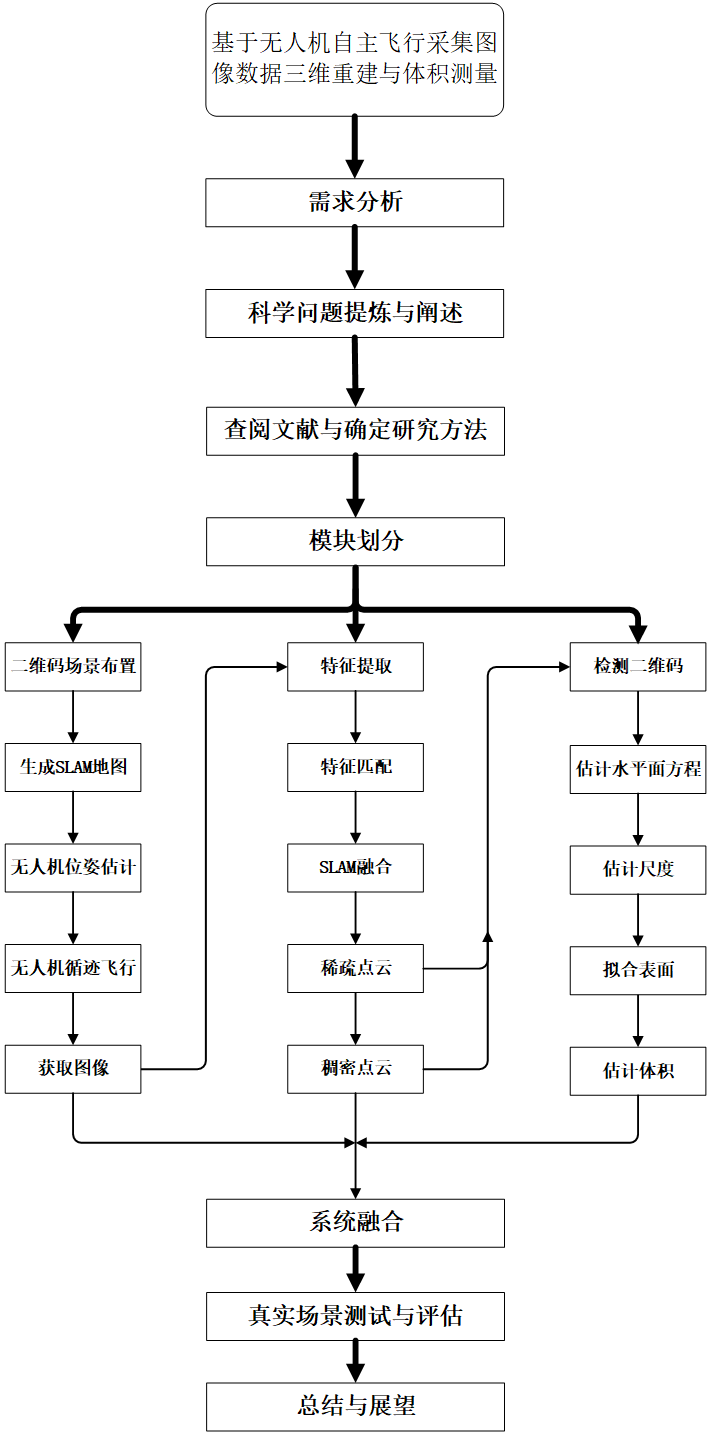 基于无人机自主飞行采集图
像数据三维重建与体积测量
需求分析
科学问题提炼与阐述
查阅文献与确定研究方法
模块划分
二维码场景布置
生成SLAM地图
无人机位姿估计
无人机循迹飞行
获取图像
特征提取
特征匹配
SLAM融合
稀疏点云
稠密点云
检测二维码
估计水平面方程
估计尺度
拟合表面
估计体积
系统融合
真实场景测试与评估
总结与展望